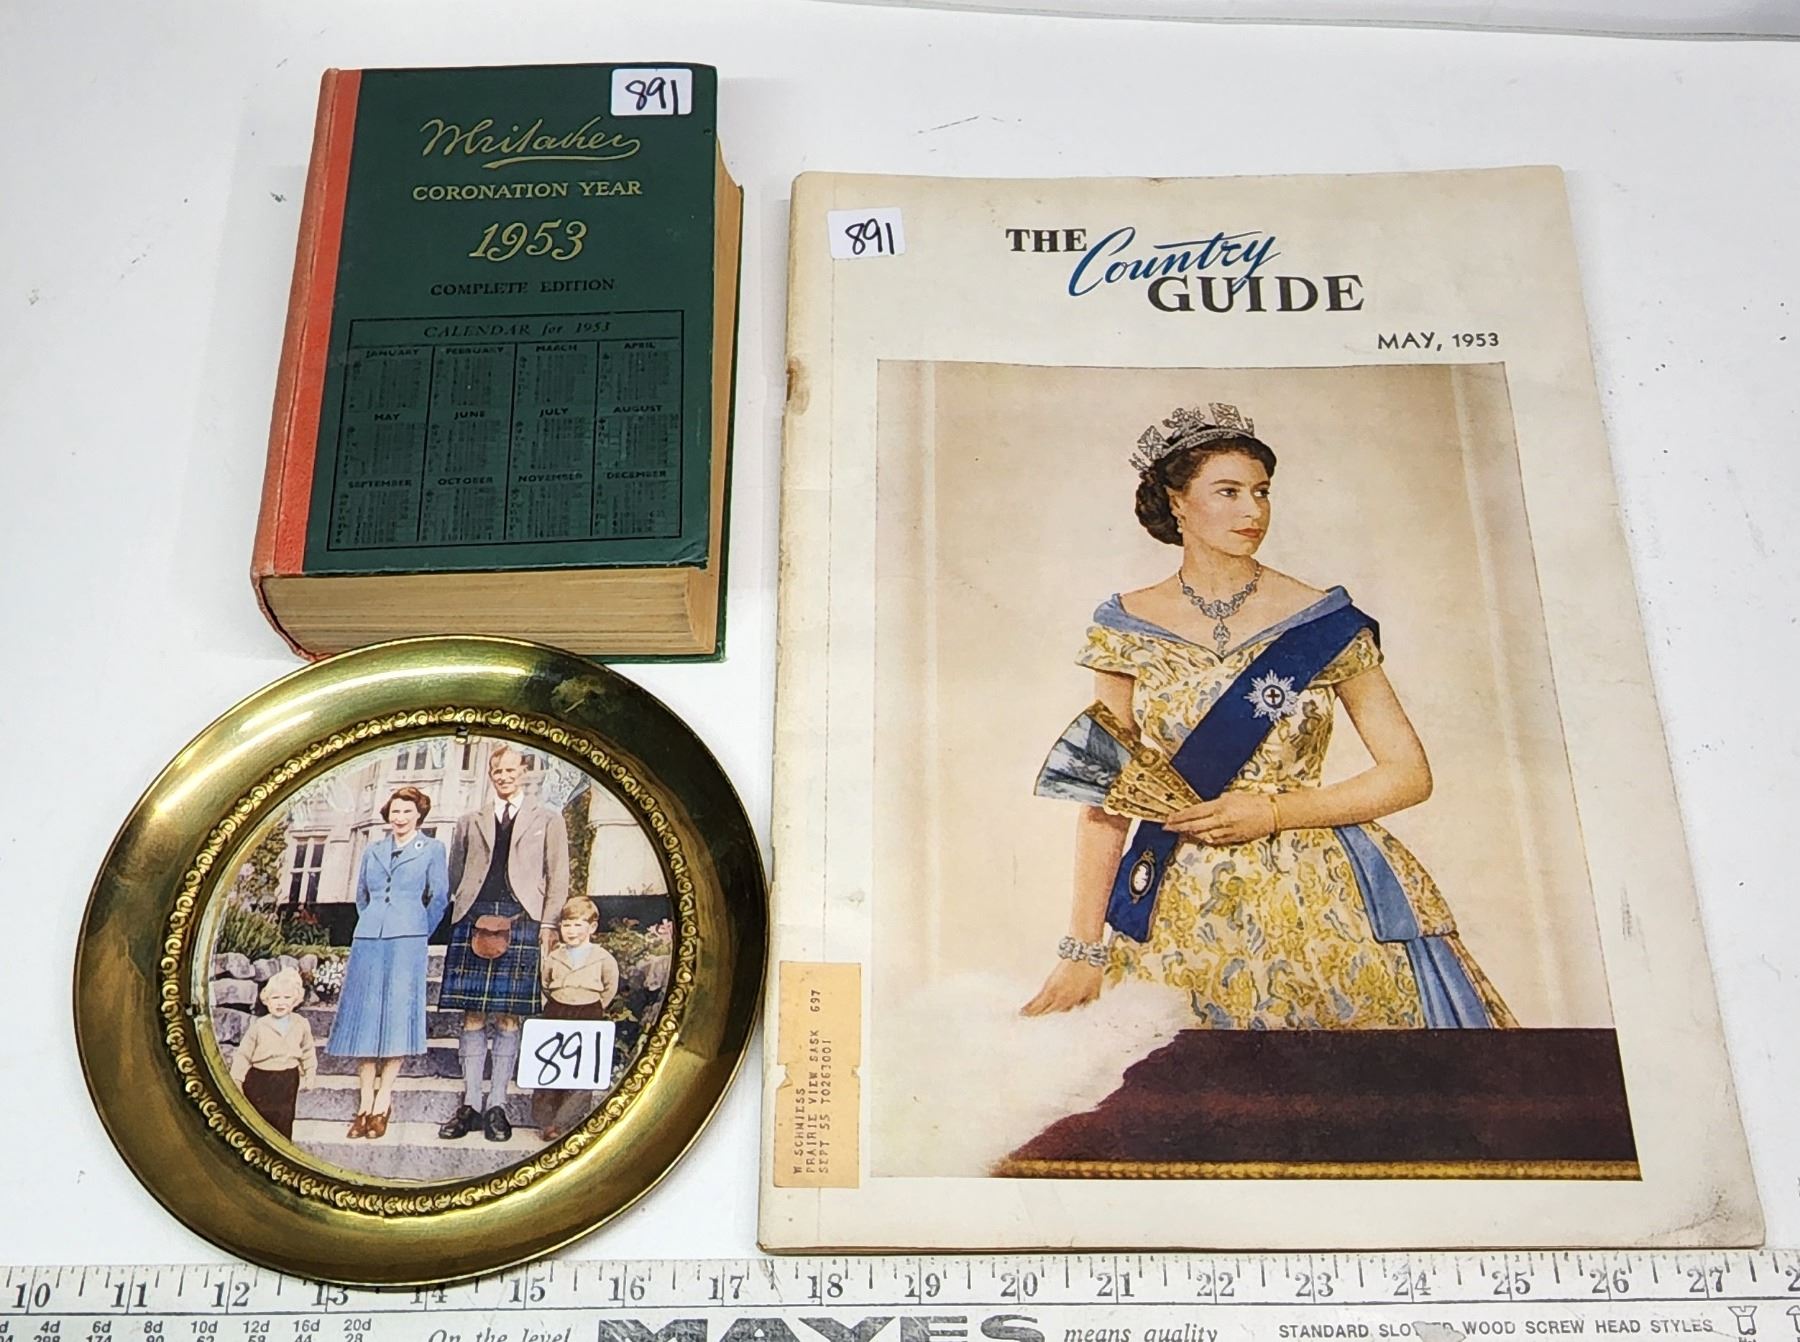 891
Whitaker
CORONATION YEAR
1953
COMPLETE EDITION
CALENDAR for 1953
JANUARY FEBRUARY MARCH APRIL
MAY JUNE JULY AUGUST
SEPTEMBER OCTOBER NOVEMBER DECEMBER
891
THE Country
GUIDE
MAY, 1953
W SCHMIESS
PRAIRIE VIEW SASK 697
SEPT 55 TO263001
891
10 11 12 13 14 15 16 17 18 19 20 21 22 23 24 25 26 27
4d 6d 8d 10d 12d 16d 20d
On the level MAYES means quality STANDARD WOOD SCREW HEAD STYLES